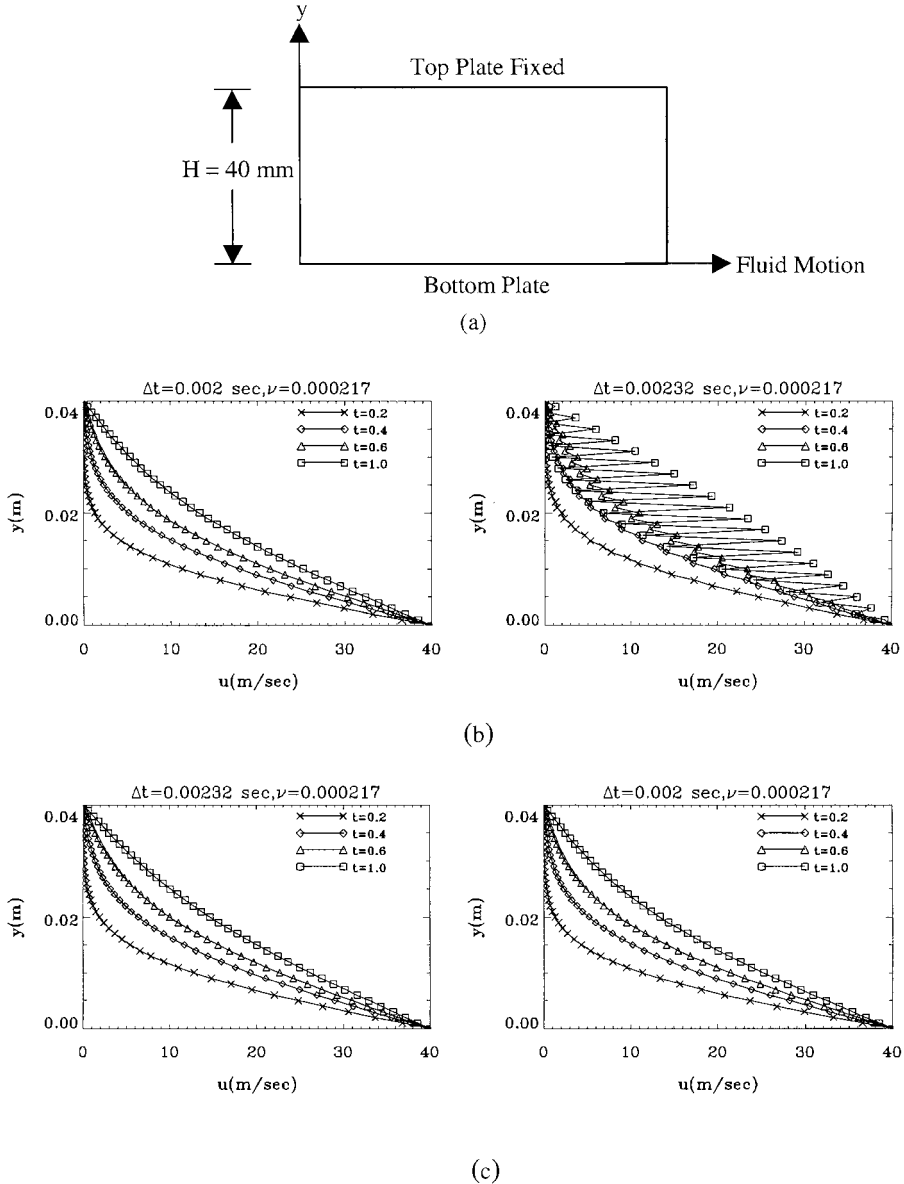 y
Top Plate Fixed
H = 40 mm
Fluid Motion
Bottom Plate
(a)
Δt=0.002 sec,ν=0.000217
t=0.2
t=0.4
t=0.6
t=1.0
0.04
0.02
0.00
y(m)
0 10 20 30 40
u(m/sec)
Δt=0.00232 sec,ν=0.000217
t=0.2
t=0.4
t=0.6
t=1.0
0.04
0.02
0.00
y(m)
0 10 20 30 40
u(m/sec)
(b)
Δt=0.00232 sec,ν=0.000217
t=0.2
t=0.4
t=0.6
t=1.0
0.04
0.02
0.00
y(m)
0 10 20 30 40
u(m/sec)
Δt=0.002 sec,ν=0.000217
t=0.2
t=0.4
t=0.6
t=1.0
0.04
0.02
0.00
y(m)
0 10 20 30 40
u(m/sec)
(c)